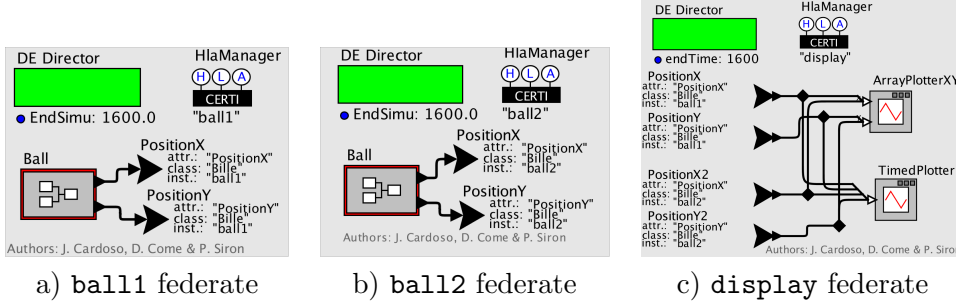 DE Director
HlaManager
H L A
CERTI
"ball1"
EndSimu: 1600.0
Ball
PositionX
attr.: "PositionX"
class: "Bille"
inst.: "ball1"
PositionY
attr.: "PositionY"
class: "Bille"
inst.: "ball1"
Authors: J. Cardoso, D. Come & P. Siron
a) ball1 federate
DE Director
HlaManager
H L A
CERTI
"ball2"
EndSimu: 1600.0
Ball
PositionX
attr.: "PositionX"
class: "Bille"
inst.: "ball2"
PositionY
attr.: "PositionY"
class: "Bille"
inst.: "ball2"
Authors: J. Cardoso, D. Come & P. Siron
b) ball2 federate
DE Director
HlaManager
H L A
CERTI
"display"
endTime: 1600
PositionX
attr.: "PositionX"
class: "Bille"
inst.: "ball1"
PositionY
attr.: "PositionY"
class: "Bille"
inst.: "ball1"
PositionX2
attr.: "PositionX"
class: "Bille"
inst.: "ball2"
PositionY2
attr.: "PositionY"
class: "Bille"
inst.: "ball2"
ArrayPlotterXY
TimedPlotter
Authors: J. Cardoso, D. Come & P. Siron
c) display federate